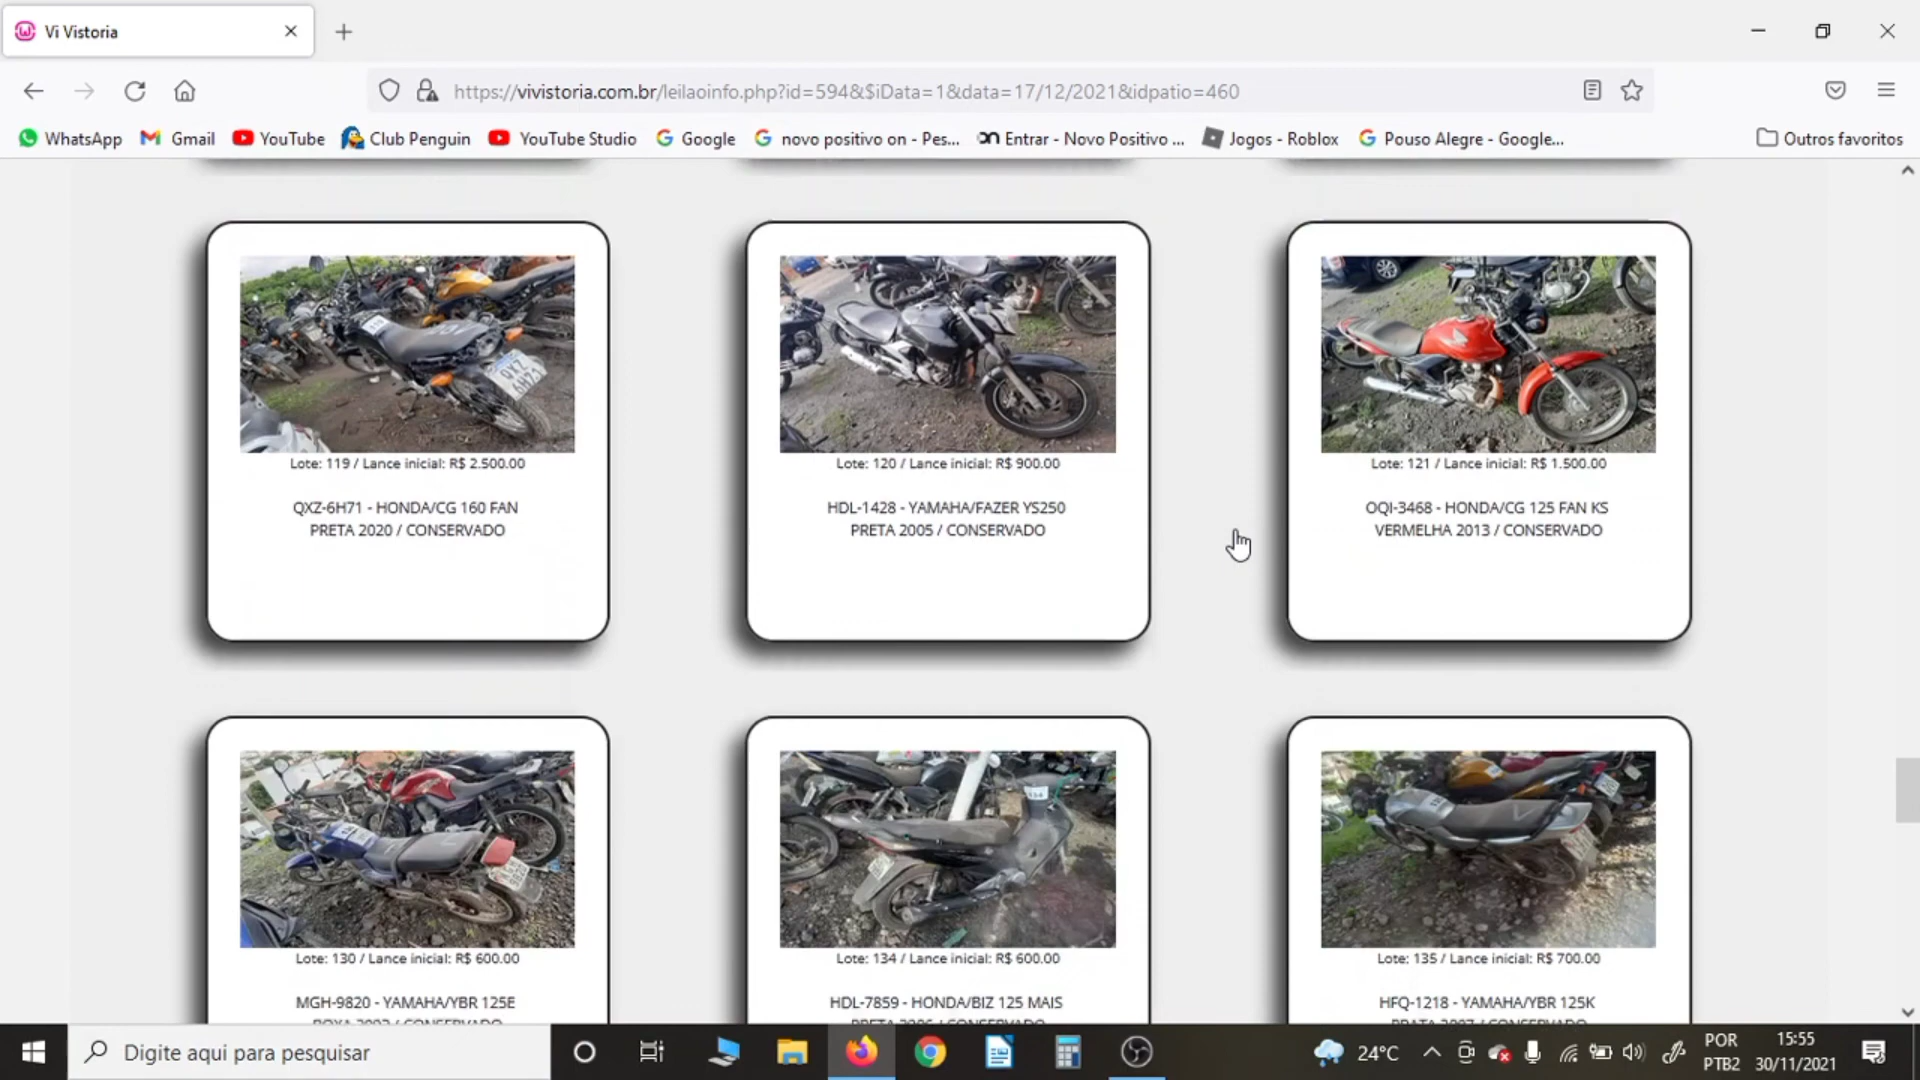 Vi Vistoria
https://vivistoria.com.br/leilaoinfo.php?id=594&$iData=1&data=17/12/2021&idpatio=460
WhatsApp Gmail YouTube Club Penguin YouTube Studio Google novo positivo on - Pes... Entrar - Novo Positivo ... Jogos - Roblox Pouso Alegre - Google... Outros favoritos
Lote: 119 / Lance inicial: R$ 2.500.00
QXZ-6H71 - HONDA/CG 160 FAN
PRETA 2020 / CONSERVADO
Lote: 120 / Lance inicial: R$ 900.00
HDL-1428 - YAMAHA/FAZER YS250
PRETA 2005 / CONSERVADO
Lote: 121 / Lance inicial: R$ 1.500.00
OQI-3468 - HONDA/CG 125 FAN KS
VERMELHA 2013 / CONSERVADO
Lote: 130 / Lance inicial: R$ 600.00
MGH-9820 - YAMAHA/YBR 125E
Lote: 134 / Lance inicial: R$ 600.00
HDL-7859 - HONDA/BIZ 125 MAIS
Lote: 135 / Lance inicial: R$ 700.00
HFQ-1218 - YAMAHA/YBR 125K
Digite aqui para pesquisar
24°C
POR
PTB2
15:55
30/11/2021